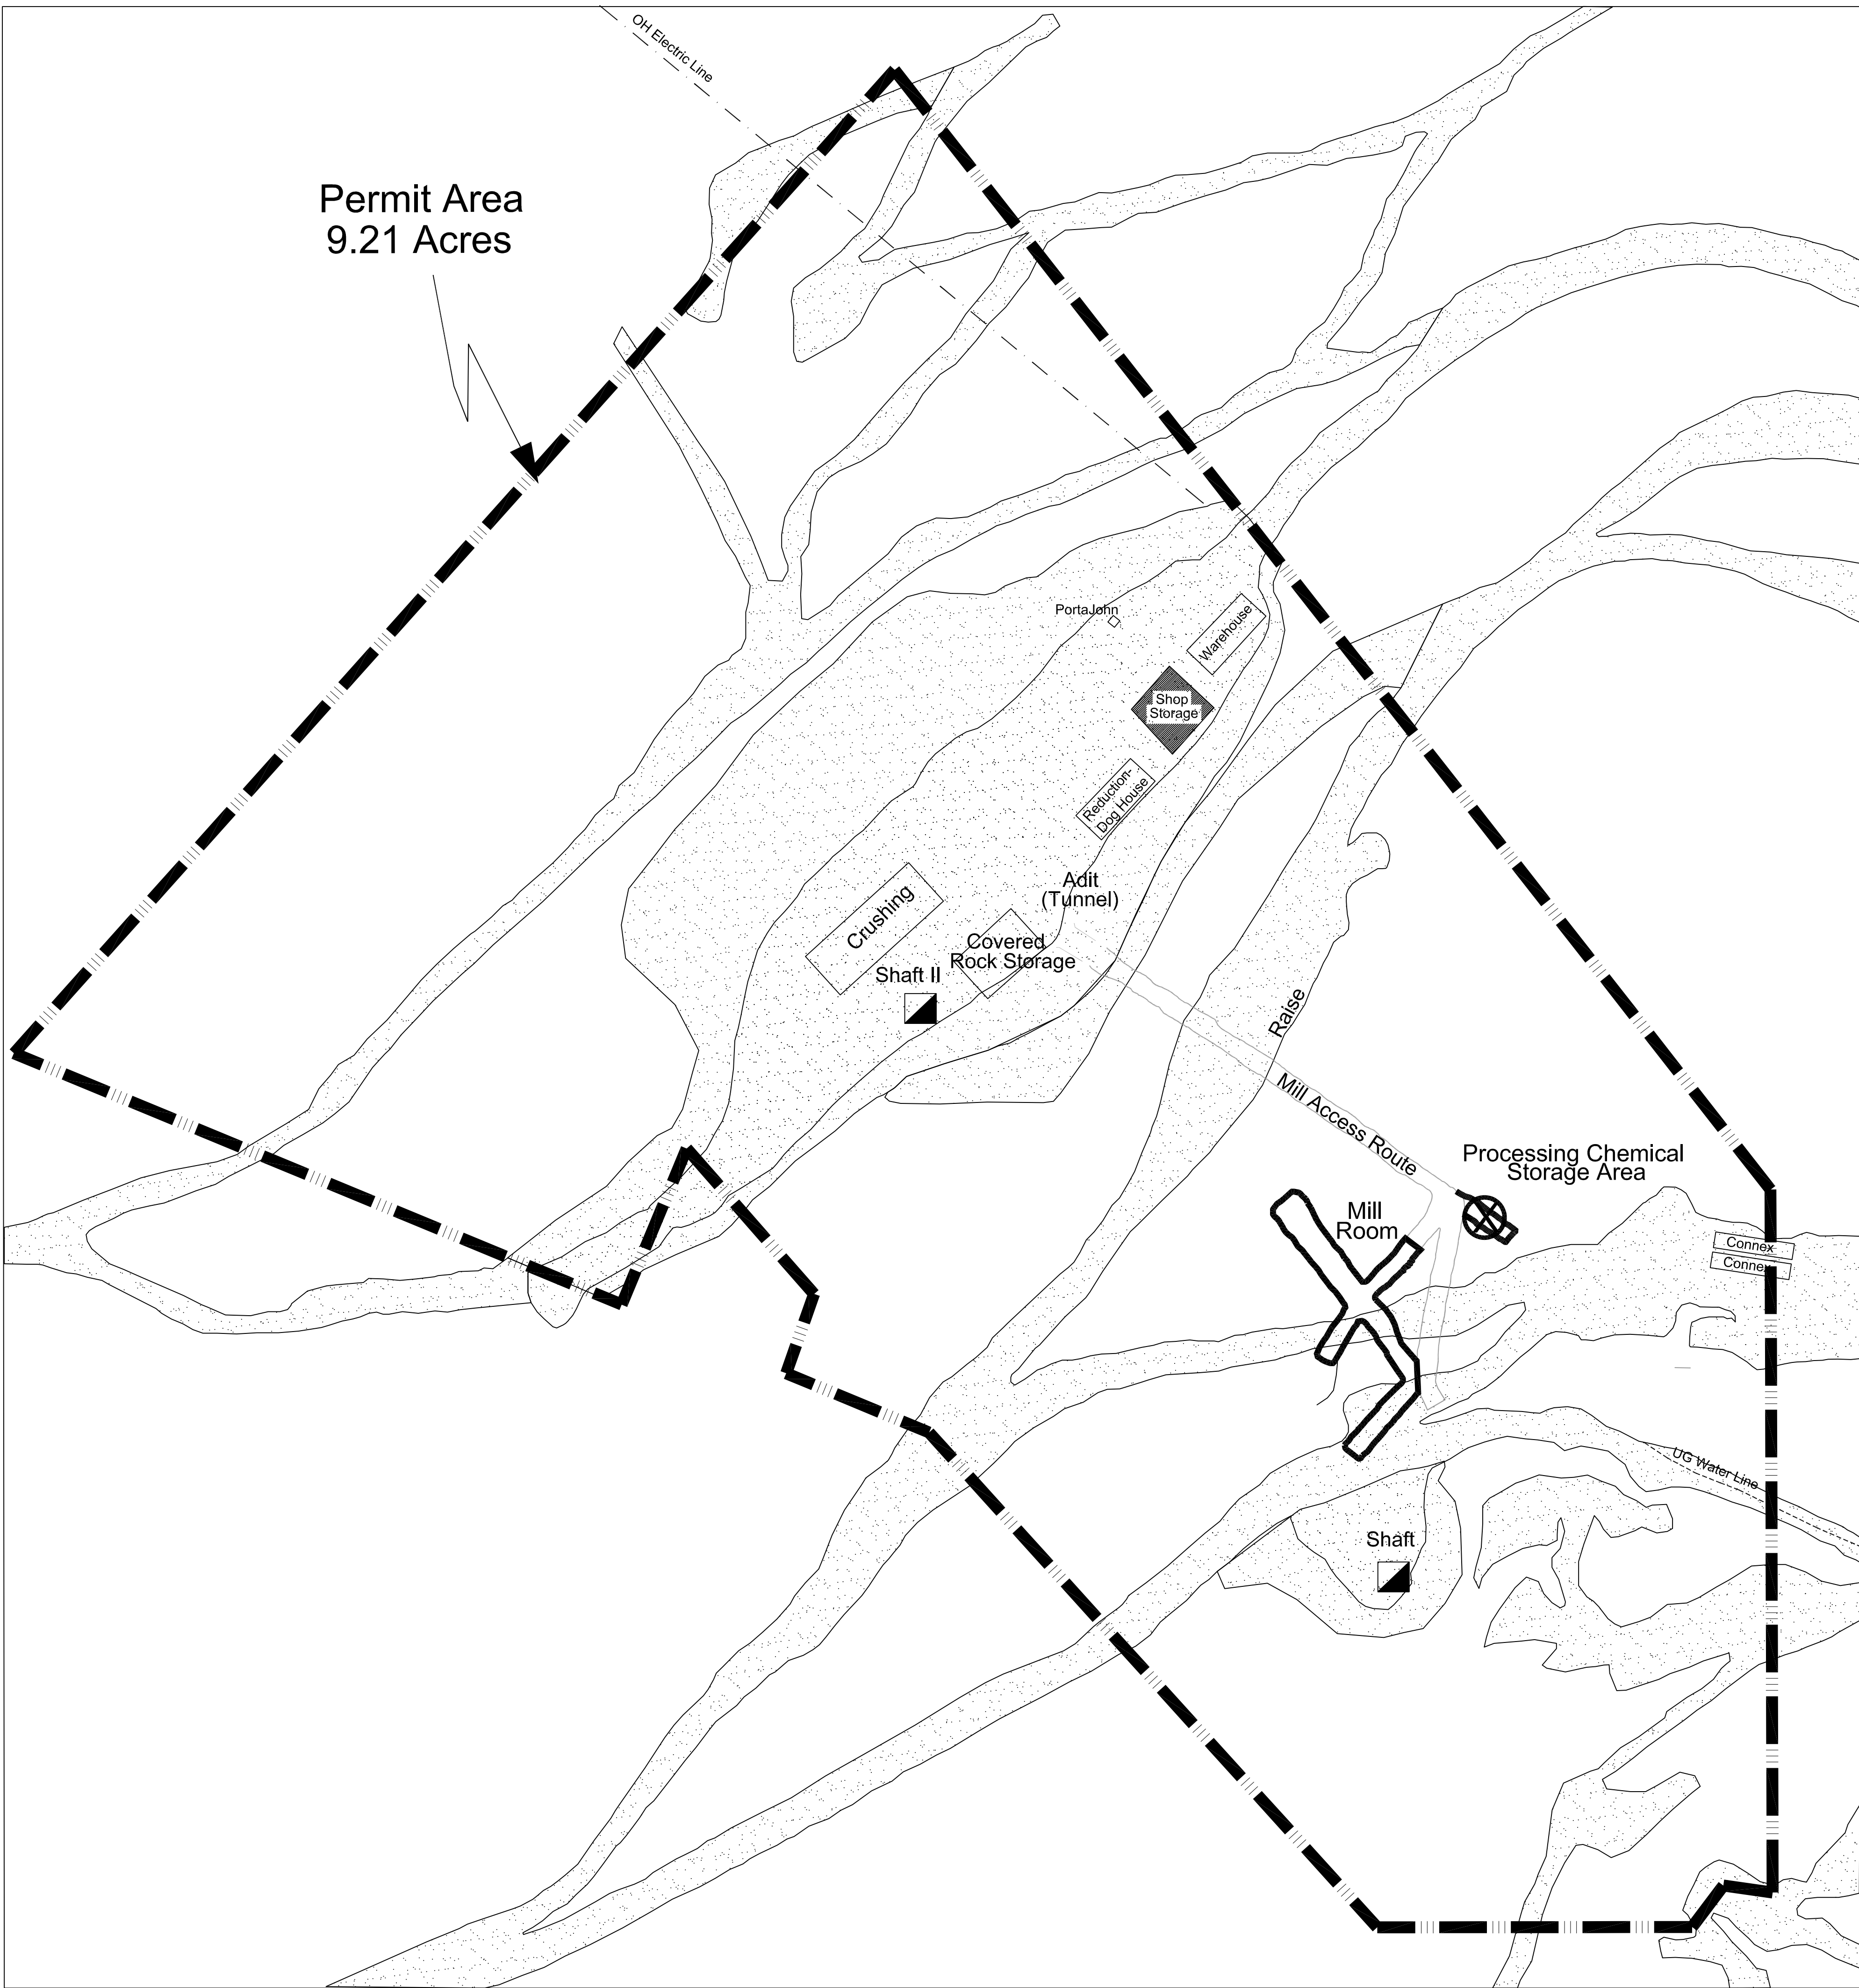 OH Electric Line
Permit Area
9.21 Acres
PortaJohn
Warehouse
Shop
Storage
Reduction-
Dog House
Adit
(Tunnel)
Crushing
Covered
Rock Storage
Shaft II
Raise
Mill Access Route
Processing Chemical
Storage Area
Mill
Room
Connex
Connex
UG Water Line
Shaft